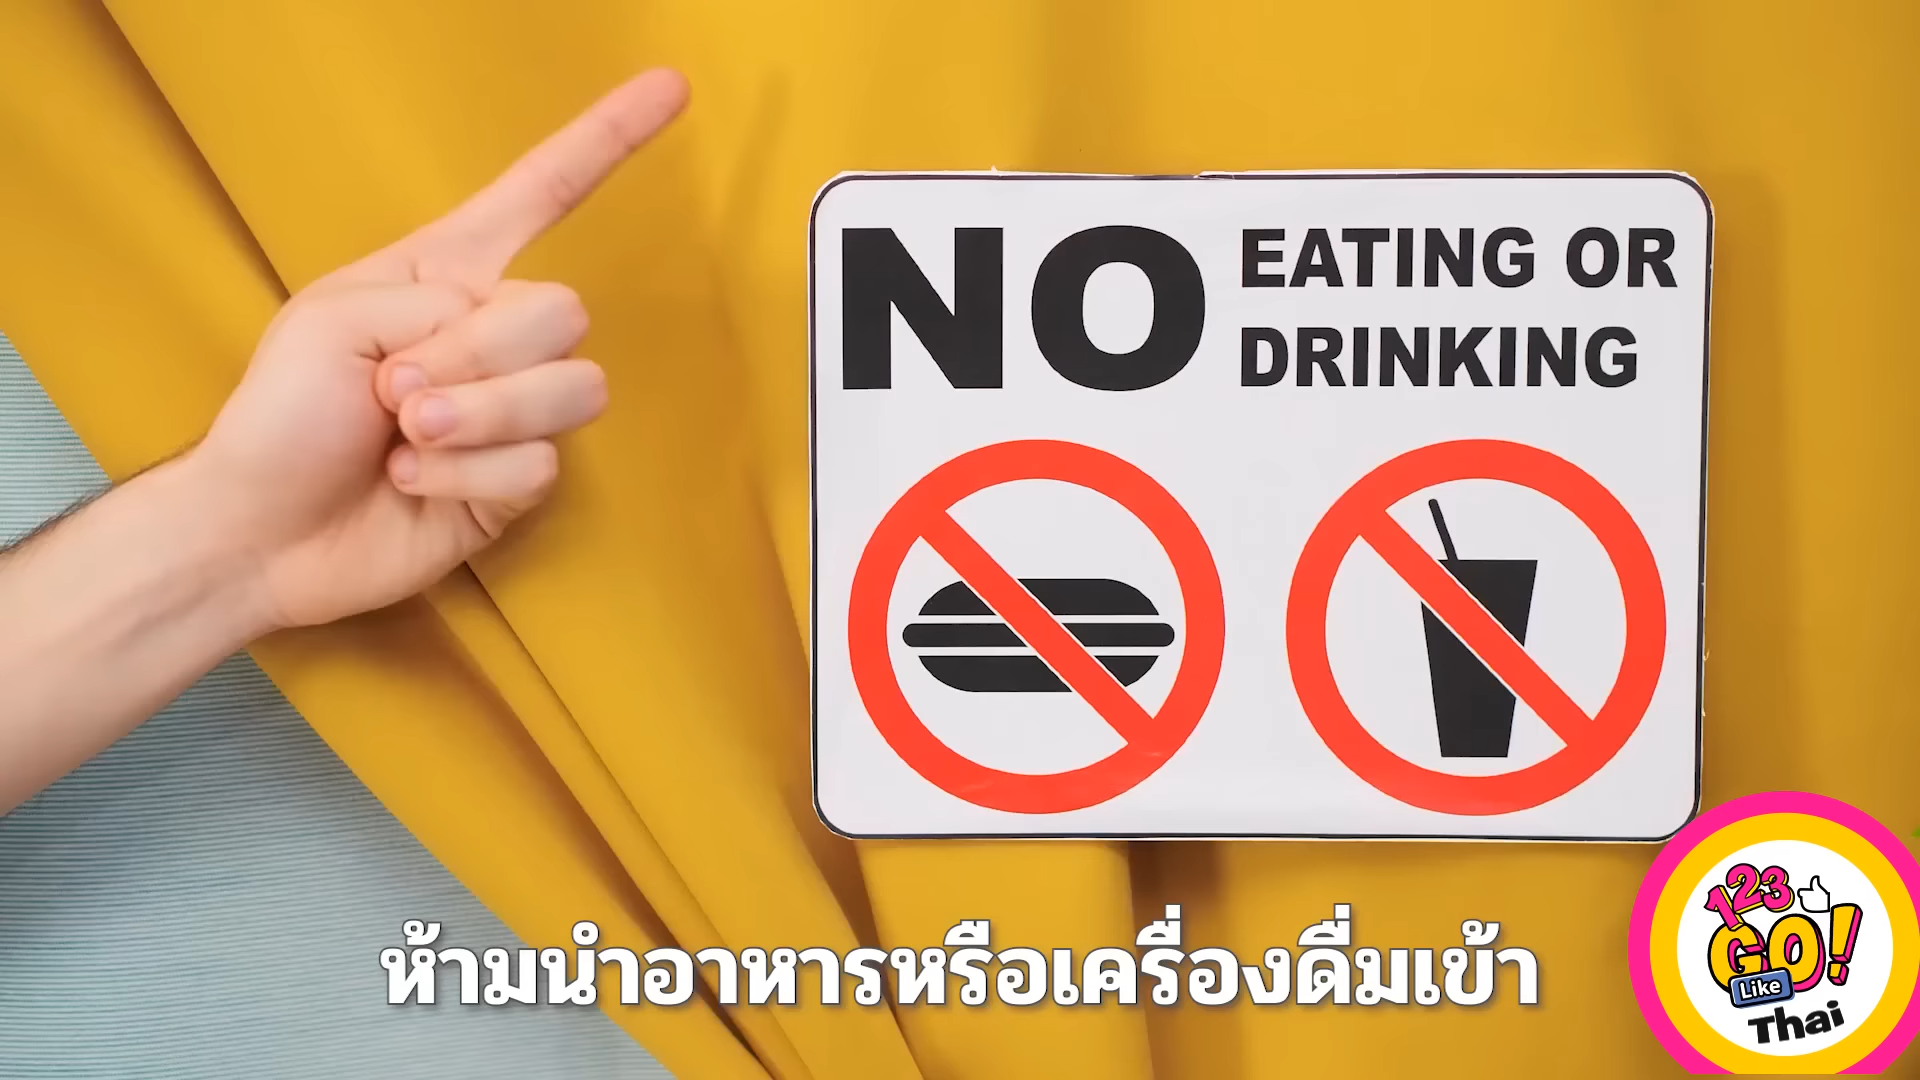 NO EATING OR
DRINKING
ห้ามนำอาหารหรือเครื่องดื่มเข้า
123
GO!
Like
Thai